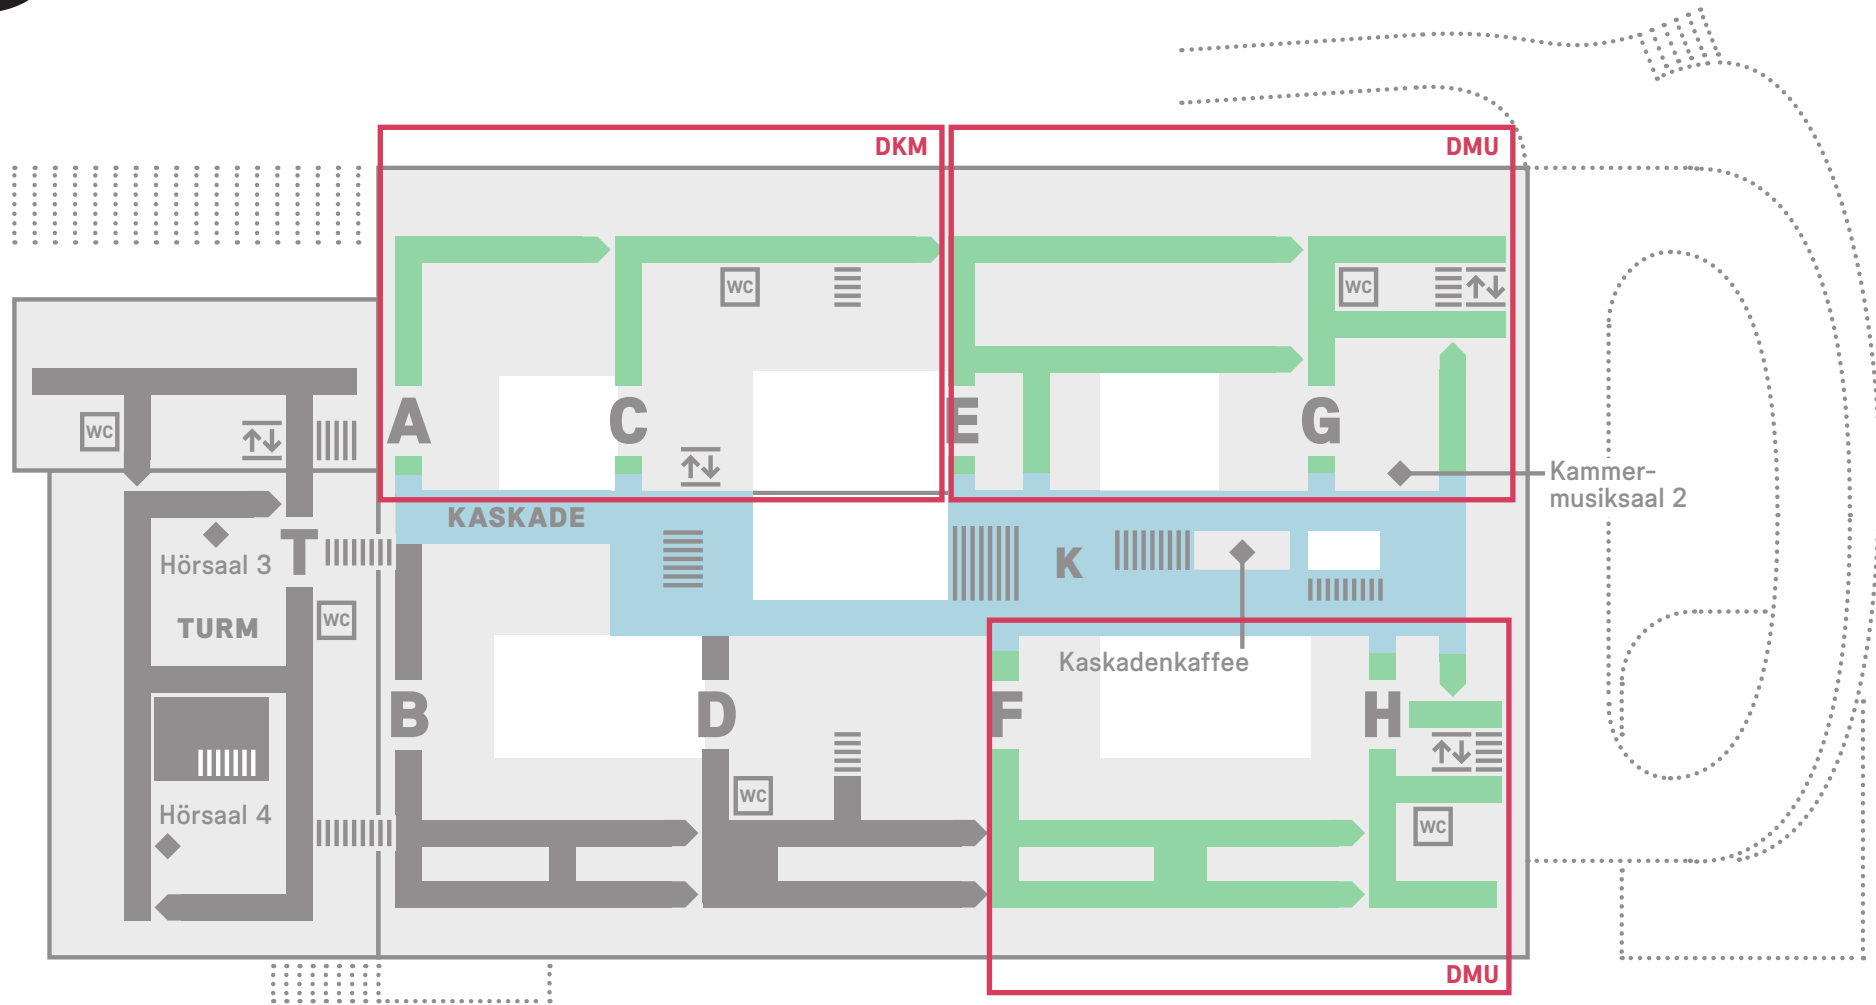 DKM
DMU
WC
WC
A
C
E
G
WC
Kammer-
musiksaal 2
KASKADE
T
Hörsaal 3
K
WC
TURM
Kaskadenkaffee
B
D
F
H
WC
Hörsaal 4
WC
DMU